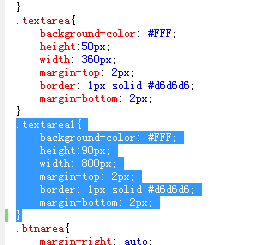 }
.textarea{
background-color: #FFF;
height:50px;
width: 360px;
margin-top: 2px;
border: 1px solid #d6d6d6;
margin-bottom: 2px;
}
.textarea1{
background-color: #FFF;
height:90px;
width: 800px;
margin-top: 2px;
border: 1px solid #d6d6d6;
margin-bottom: 2px;
}
.btnarea{
margin-right: auto;